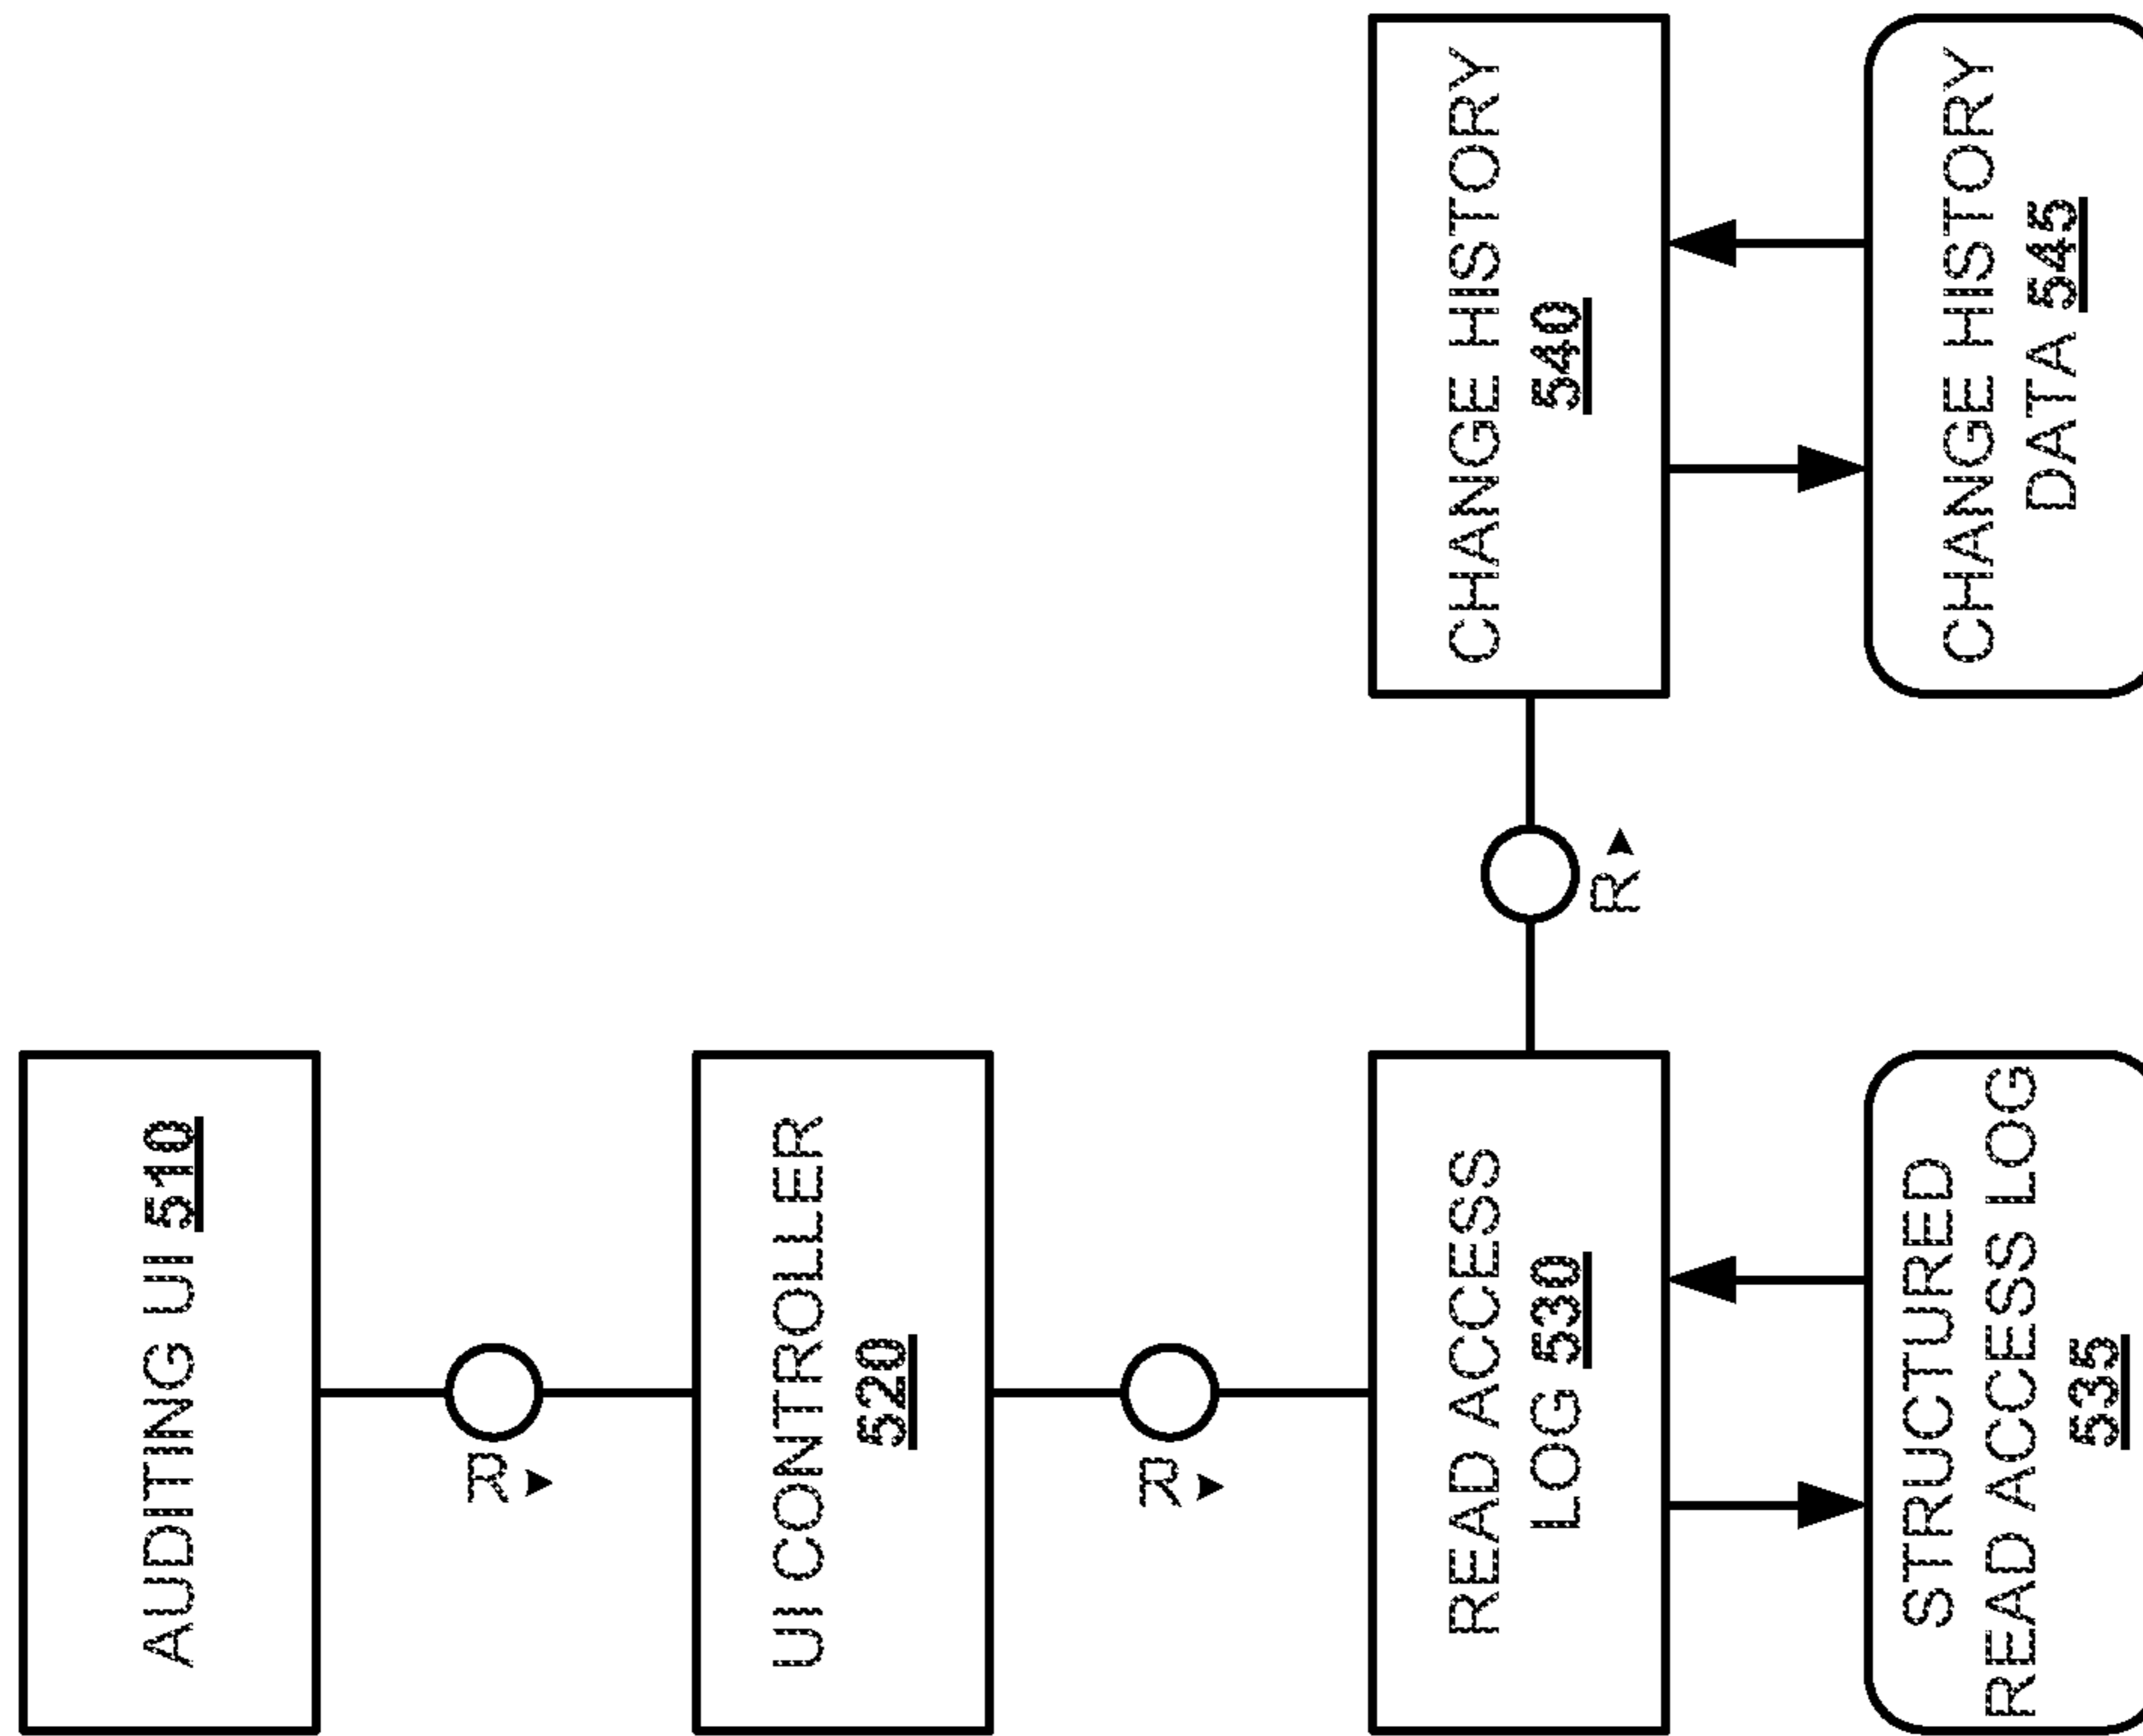 AUDITING UI 510
R
UI CONTROLLER
520
R
READ ACCESS
LOG 530
R
CHANGE HISTORY
540
STRUCTURED
READ ACCESS LOG
535
CHANGE HISTORY
DATA 545